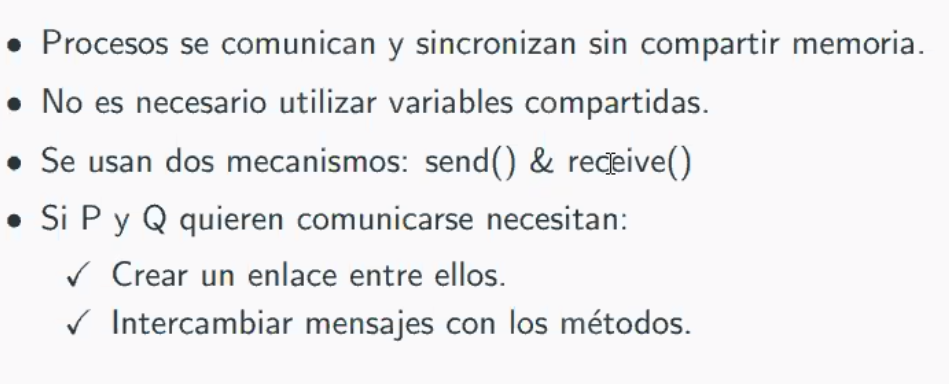 • Procesos se comunican y sincronizan sin compartir memoria.
• No es necesario utilizar variables compartidas.
• Se usan dos mecanismos: send() & receive()
• Si P y Q quieren comunicarse necesitan:
✓ Crear un enlace entre ellos.
✓ Intercambiar mensajes con los métodos.